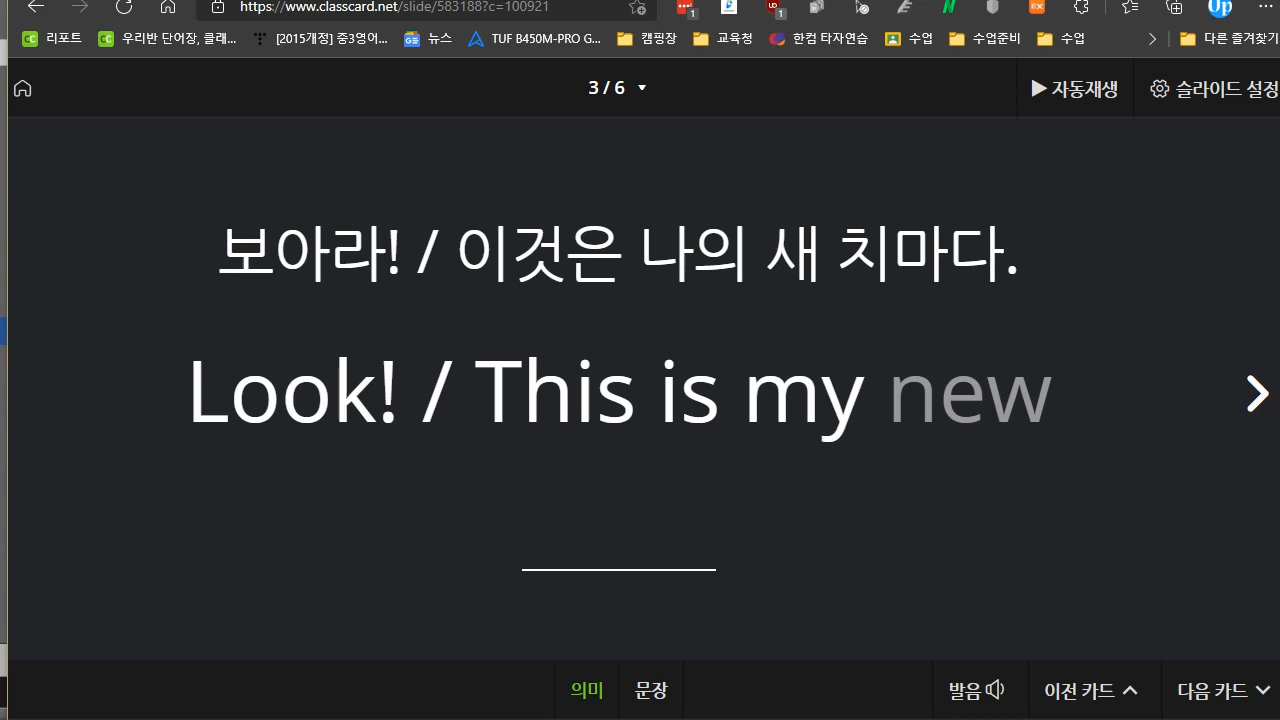 https://www.classcard.net/slide/583188?c=100921
리포트 우리반 단어장, 클래... [2015개정] 중3영어... 뉴스 TUF B450M-PRO G... 캠핑장 교육청 한컴 타자연습 수업 수업준비 수업 다른 즐겨찾기
3 / 6 자동재생 슬라이드 설정
보아라! / 이것은 나의 새 치마다.
Look! / This is my new
의미 문장 발음 이전 카드 다음 카드